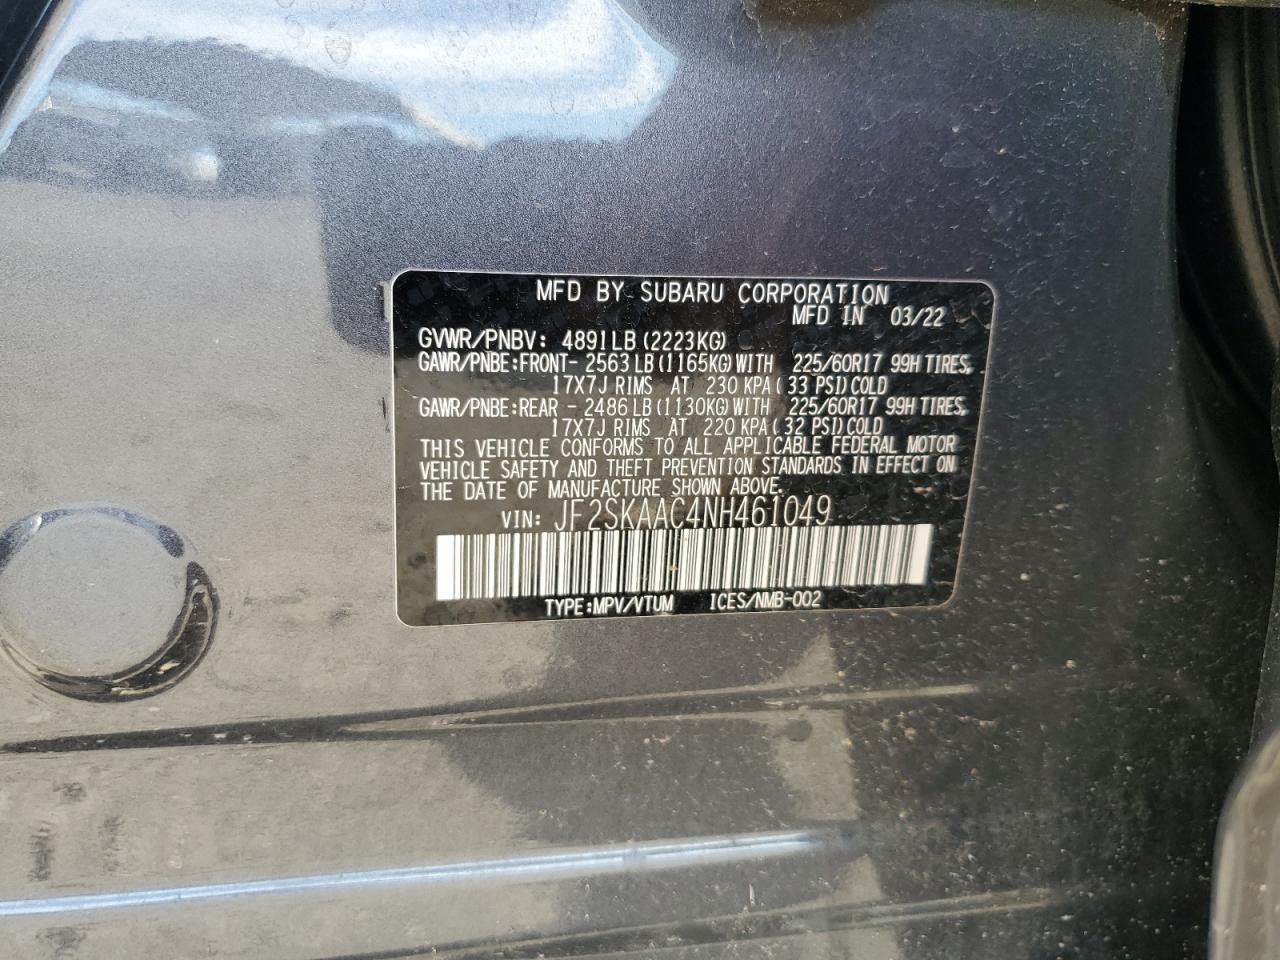 MFD BY SUBARU CORPORATION
MFD IN 03/22
GVWR/PNBV: 4891LB (2223KG)
GAWR/PNBE:FRONT- 2563 LB (1165KG) WITH 225/60R17 99H TIRES,
17X7J RIMS AT 230 KPA (33 PSI) COLD
GAWR/PNBE:REAR - 2486 LB (1130KG) WITH 225/60R17 99H TIRES,
17X7J RIMS AT 220 KPA (32 PSI) COLD
THIS VEHICLE CONFORMS TO ALL APPLICABLE FEDERAL MOTOR
VEHICLE SAFETY AND THEFT PREVENTION STANDARDS IN EFFECT ON
THE DATE OF MANUFACTURE SHOWN ABOVE.
VIN: JF2SKAAC4NH461049
TYPE:MPV/VTUM ICES/NMB-002